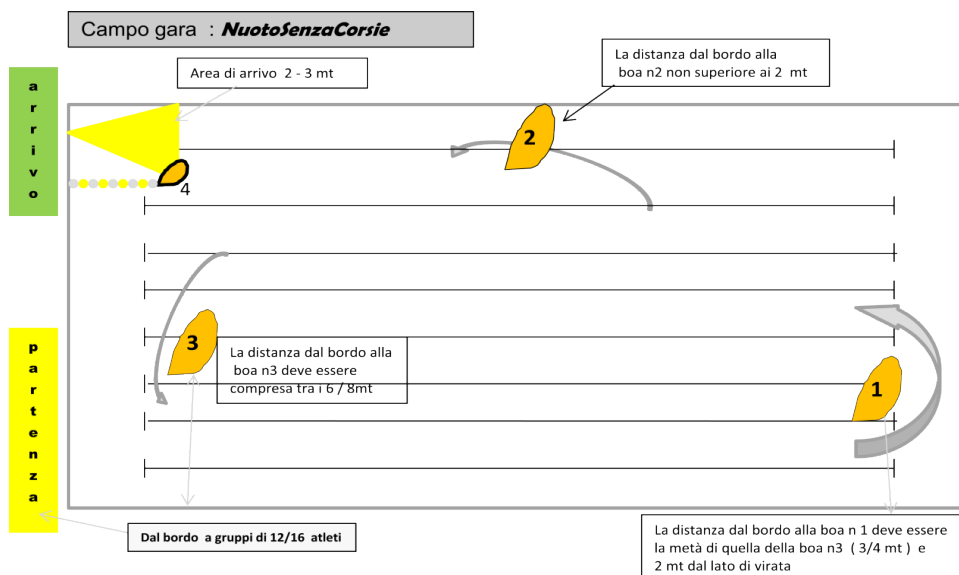 Campo gara : NuotoSenzaCorsie
Area di arrivo 2 - 3 mt
La distanza dal bordo alla
boa n2 non superiore ai 2 mt
arrivo
2
4
3
La distanza dal bordo alla
boa n3 deve essere
compresa tra i 6 / 8mt
1
partenza
Dal bordo a gruppi di 12/16 atleti
La distanza dal bordo alla boa n 1 deve essere
la metà di quella della boa n3 ( 3/4 mt ) e
2 mt dal lato di virata